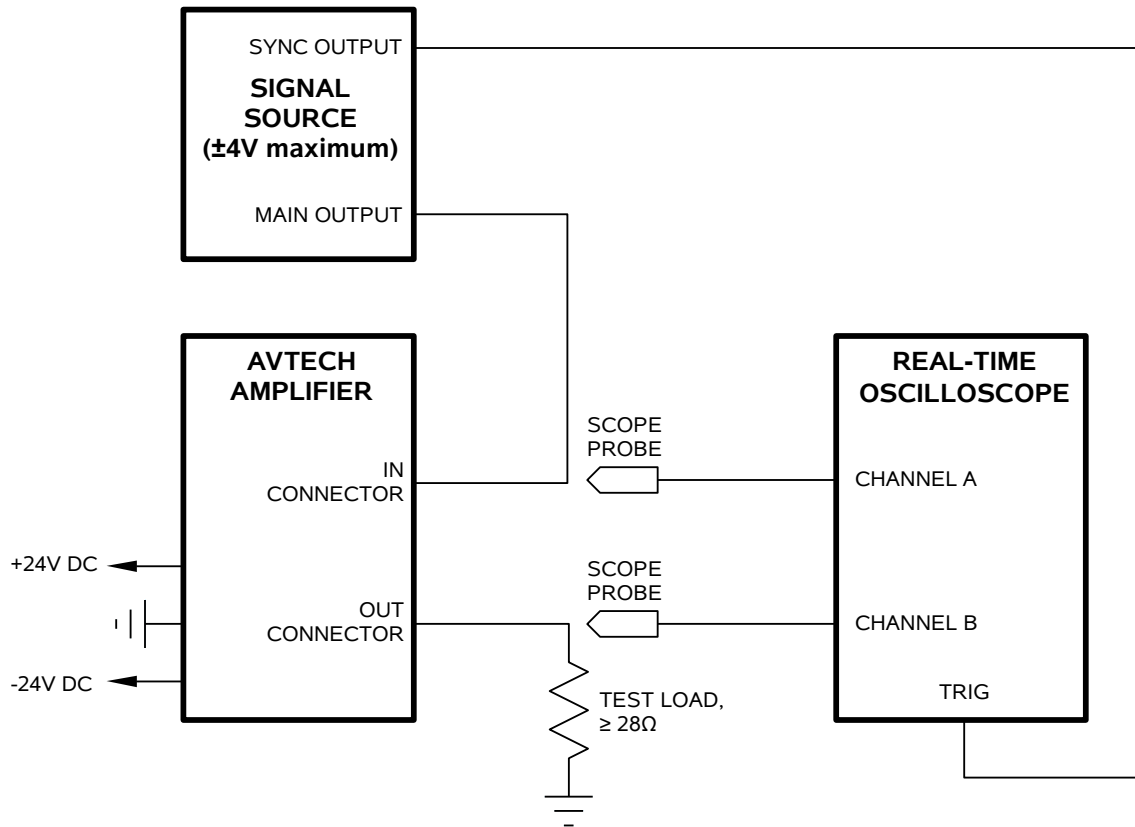 SYNC OUTPUT
SIGNAL
SOURCE
(±4V maximum)
MAIN OUTPUT
AVTECH
AMPLIFIER
IN
CONNECTOR
OUT
CONNECTOR
+24V DC
-24V DC
SCOPE
PROBE
SCOPE
PROBE
TEST LOAD,
≥ 28Ω
REAL-TIME
OSCILLOSCOPE
CHANNEL A
CHANNEL B
TRIG